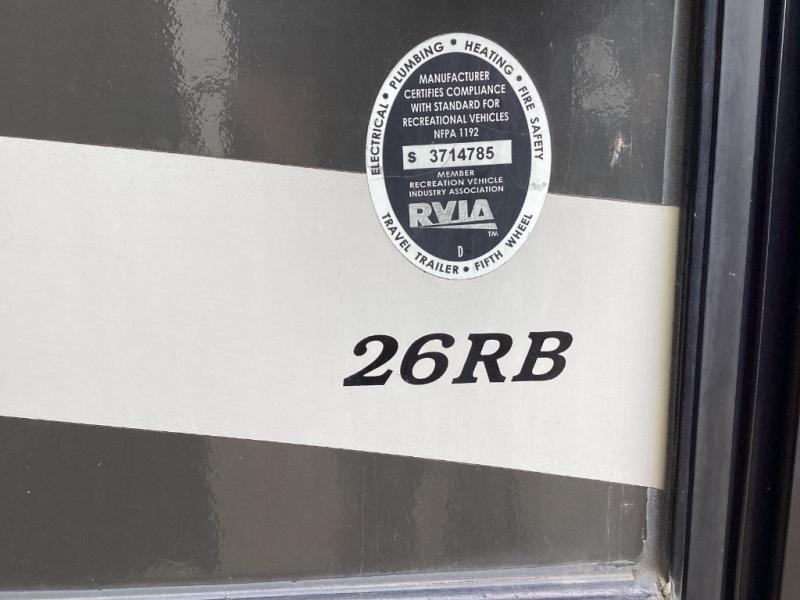 ELECTRICAL • PLUMBING • HEATING • FIRE SAFETY
MANUFACTURER
CERTIFIES COMPLIANCE
WITH STANDARD FOR
RECREATIONAL VEHICLES
NFPA 1192
S 3714785
MEMBER
RECREATION VEHICLE
INDUSTRY ASSOCIATION
RVIA
TM
D
TRAVEL TRAILER • FIFTH WHEEL
26RB